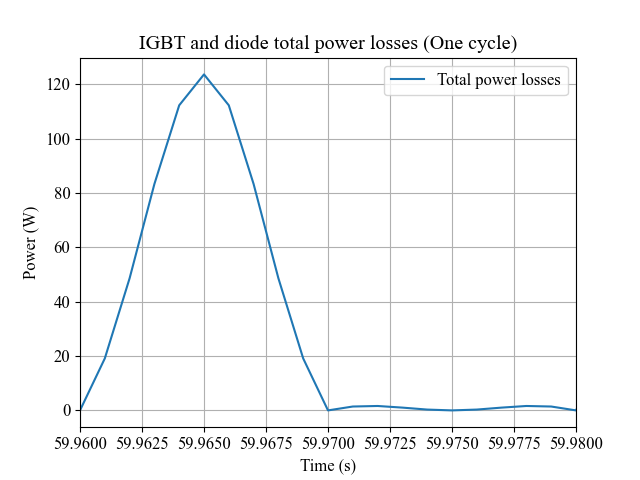 IGBT and diode total power losses (One cycle)
Total power losses
Power (W)
120
100
80
60
40
20
0
59.9600 59.9625 59.9650 59.9675 59.9700 59.9725 59.9750 59.9775 59.9800
Time (s)